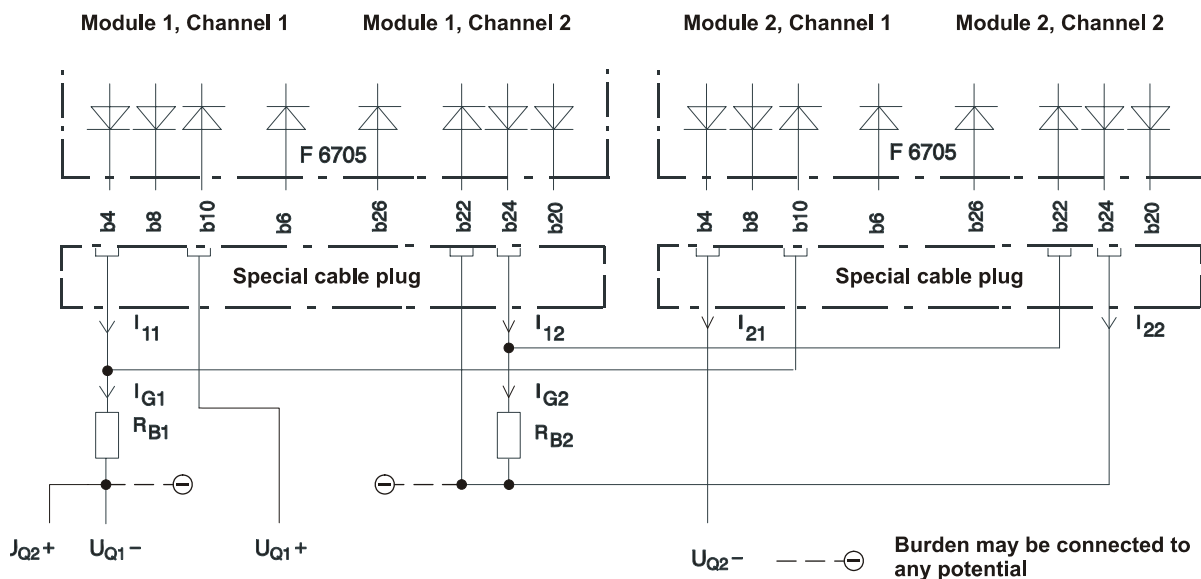 Module 1, Channel 1 Module 1, Channel 2 Module 2, Channel 1 Module 2, Channel 2
F 6705 F 6705
b4 b8 b10 b6 b26 b22 b24 b20 b4 b8 b10 b6 b26 b22 b24 b20
Special cable plug Special cable plug
I11 I12 I21 I22
IG1 IG2
RB1 RB2
JQ2+ UQ1− UQ1+ UQ2− Burden may be connected to
any potential